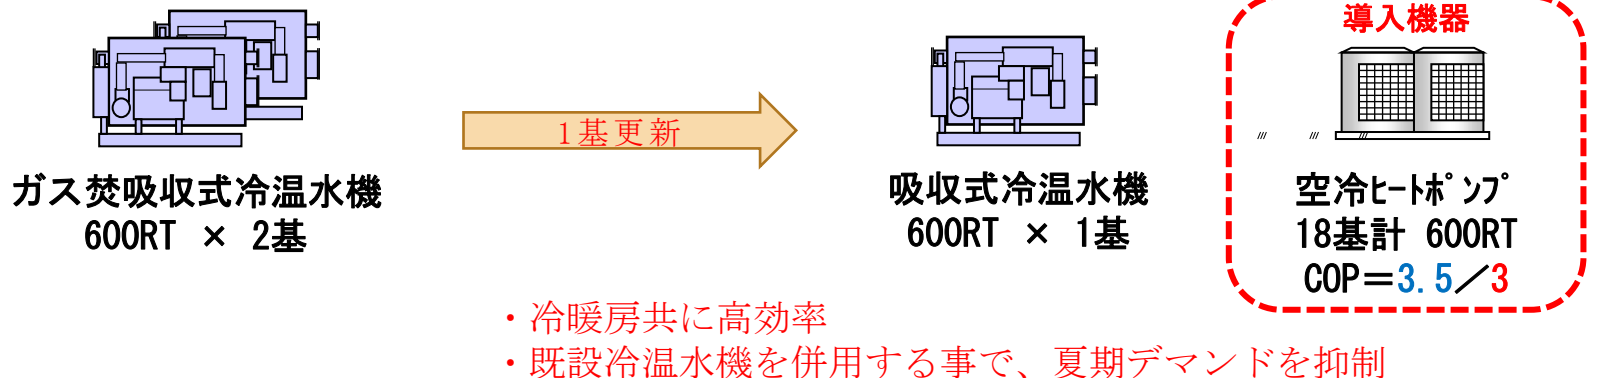 導入機器
1基更新
ガス焚吸収式冷温水機
600RT × 2基
吸収式冷温水機
600RT × 1基
空冷ﾋｰﾄﾎﾟﾝﾌﾟ
18基計 600RT
COP＝3.5／3
・冷暖房共に高効率
・既設冷温水機を併用する事で、夏期デマンドを抑制